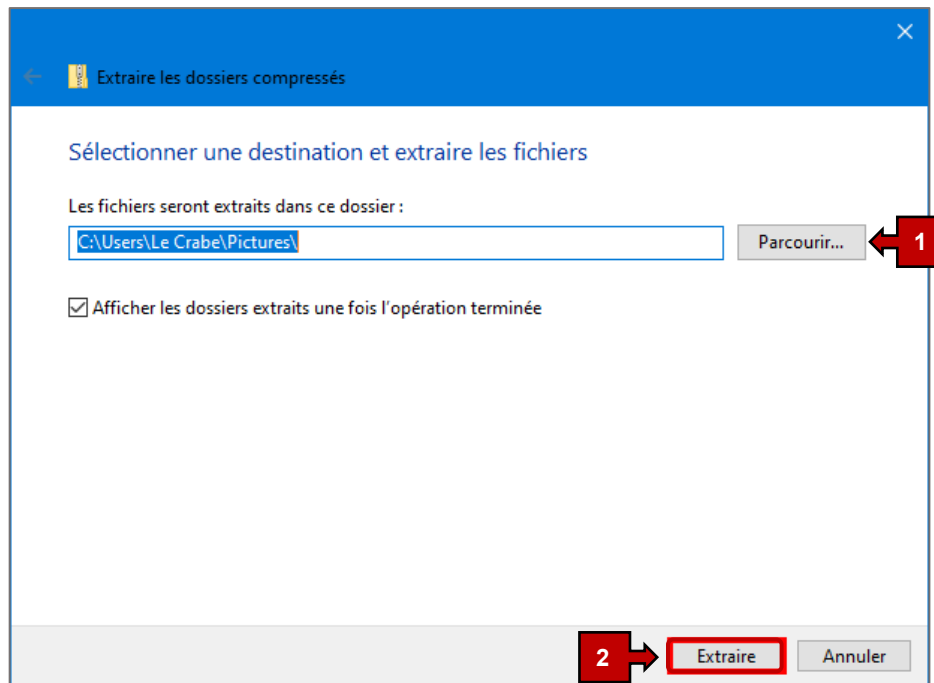 Extraire les dossiers compressés
Sélectionner une destination et extraire les fichiers
Les fichiers seront extraits dans ce dossier :
C:\Users\Le Crabe\Pictures\
Parcourir...
1
Afficher les dossiers extraits une fois l'opération terminée
2
Extraire
Annuler